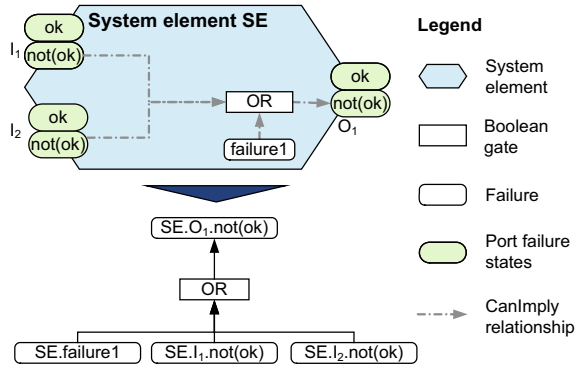 System element SE
ok
I₁
not(ok)
ok
I₂
not(ok)
OR
failure1
ok
not(ok)
O₁
SE.O₁.not(ok)
OR
SE.failure1
SE.I₁.not(ok)
SE.I₂.not(ok)
Legend
System
element
Boolean
gate
Failure
Port failure
states
CanImply
relationship